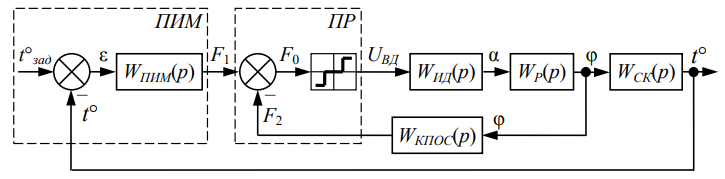 ПИМ
ПР
t°зад
ε
WПИМ(p)
F1
F0
UВД
WИД(p)
α
WР(p)
φ
WСК(p)
t°
−
t°
−
F2
WКПОС(p)
φ